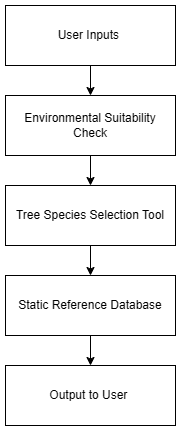 User Inputs
Environmental Suitability
Check
Tree Species Selection Tool
Static Reference Database
Output to User